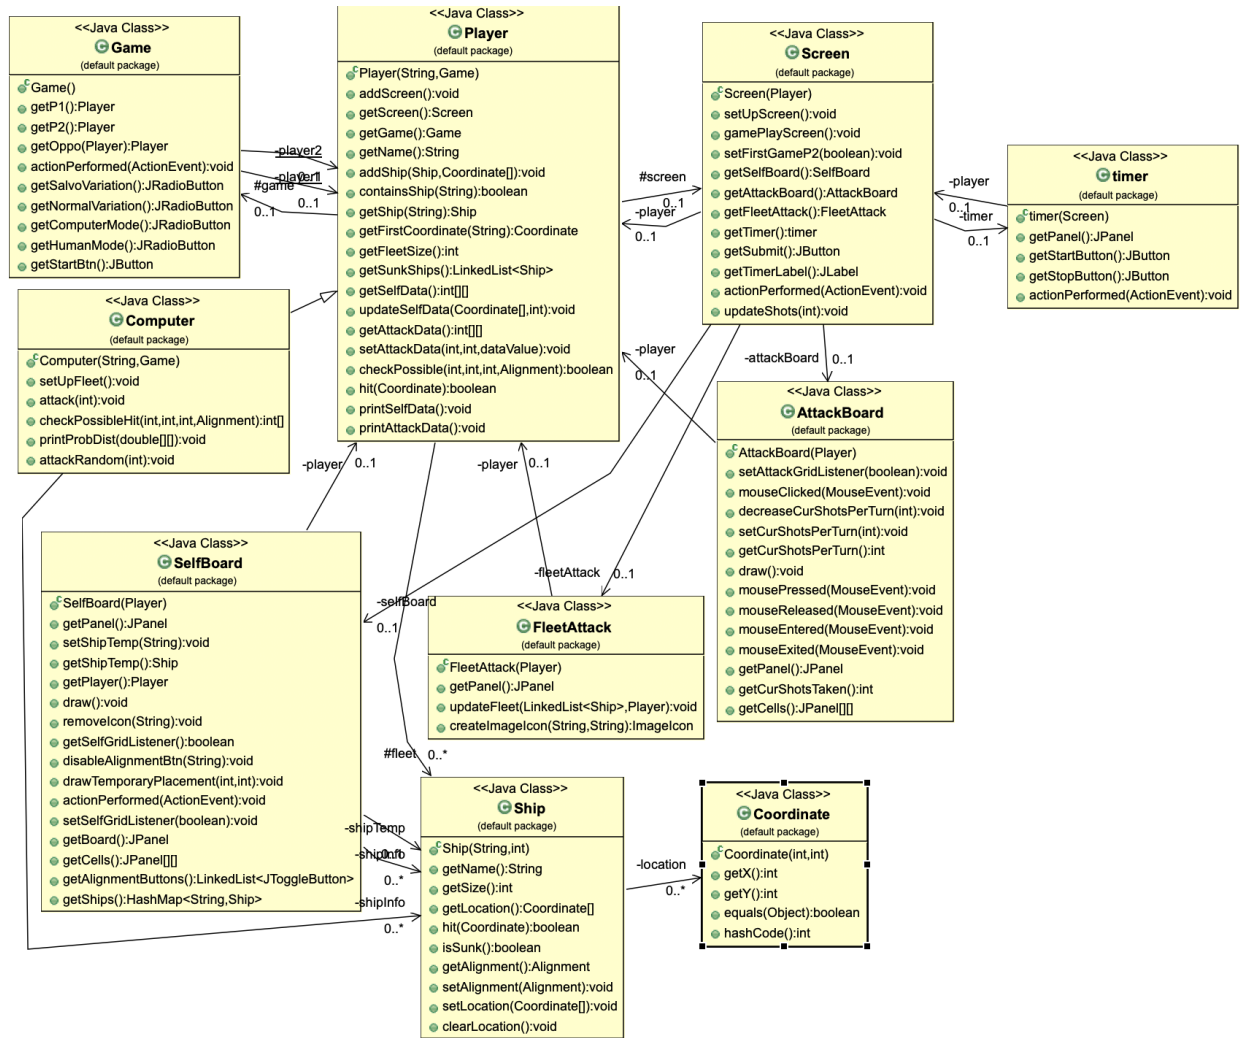 <<Java Class>>
Game
(default package)
Game()
getP1():Player
getP2():Player
getOppo(Player):Player
actionPerformed(ActionEvent):void
getSalvoVariation():JRadioButton
getNormalVariation():JRadioButton
getComputerMode():JRadioButton
getHumanMode():JRadioButton
getStartBtn():JButton
<<Java Class>>
Player
(default package)
Player(String,Game)
addScreen():void
getScreen():Screen
getGame():Game
getName():String
addShip(Ship,Coordinate[]):void
containsShip(String):boolean
getShip(String):Ship
getFirstCoordinate(String):Coordinate
getFleetSize():int
getSunkShips():LinkedList<Ship>
getSelfData():int[][]
updateSelfData(Coordinate[],int):void
getAttackData():int[][]
setAttackData(int,int,dataValue):void
checkPossible(int,int,int,Alignment):boolean
hit(Coordinate):boolean
printSelfData():void
printAttackData():void
<<Java Class>>
Screen
(default package)
Screen(Player)
setUpScreen():void
gamePlayScreen():void
setFirstGameP2(boolean):void
getSelfBoard():SelfBoard
getAttackBoard():AttackBoard
getFleetAttack():FleetAttack
getTimer():timer
getSubmit():JButton
getTimerLabel():JLabel
actionPerformed(ActionEvent):void
updateShots(int):void
<<Java Class>>
timer
(default package)
timer(Screen)
getPanel():JPanel
getStartButton():JButton
getStopButton():JButton
actionPerformed(ActionEvent):void
-player2
-player1
0..1
#game
0..1
0..1
#screen
0..1
-player
0..1
-player
0..1
-timer
0..1
<<Java Class>>
Computer
(default package)
Computer(String,Game)
setUpFleet():void
attack(int):void
checkPossibleHit(int,int,int,Alignment):int[]
printProbDist(double[][]):void
attackRandom(int):void
-player
0..1
-attackBoard
0..1
<<Java Class>>
AttackBoard
(default package)
AttackBoard(Player)
setAttackGridListener(boolean):void
mouseClicked(MouseEvent):void
decreaseCurShotsPerTurn(int):void
setCurShotsPerTurn(int):void
getCurShotsPerTurn():int
draw():void
mousePressed(MouseEvent):void
mouseReleased(MouseEvent):void
mouseEntered(MouseEvent):void
mouseExited(MouseEvent):void
getPanel():JPanel
getCurShotsTaken():int
getCells():JPanel[][]
-player
0..1
-player
0..1
<<Java Class>>
SelfBoard
(default package)
SelfBoard(Player)
getPanel():JPanel
setShipTemp(String):void
getShipTemp():Ship
getPlayer():Player
draw():void
removeIcon(String):void
getSelfGridListener():boolean
disableAlignmentBtn(String):void
drawTemporaryPlacement(int,int):void
actionPerformed(ActionEvent):void
setSelfGridListener(boolean):void
getBoard():JPanel
getCells():JPanel[][]
getAlignmentButtons():LinkedList<JToggleButton>
getShips():HashMap<String,Ship>
-fleetAttack
0..1
-selfBoard
0..1
<<Java Class>>
FleetAttack
(default package)
FleetAttack(Player)
getPanel():JPanel
updateFleet(LinkedList<Ship>,Player):void
createImageIcon(String,String):ImageIcon
#fleet
0..*
-shipTemp
0..1
-shipInfo
0..*
-shipInfo
0..*
<<Java Class>>
Ship
(default package)
Ship(String,int)
getName():String
getSize():int
getLocation():Coordinate[]
hit(Coordinate):boolean
isSunk():boolean
getAlignment():Alignment
setAlignment(Alignment):void
setLocation(Coordinate[]):void
clearLocation():void
-location
0..*
<<Java Class>>
Coordinate
(default package)
Coordinate(int,int)
getX():int
getY():int
equals(Object):boolean
hashCode():int